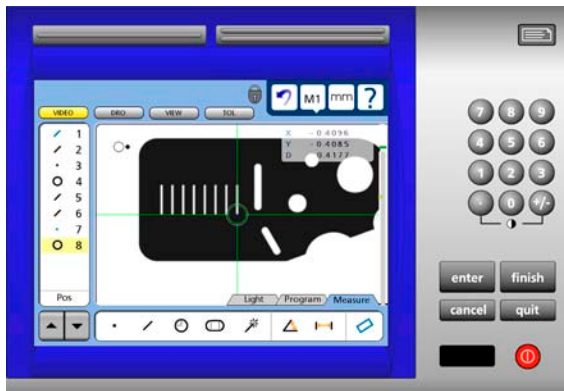 M1 mm ?
VIDEO DRO VIEW TOL
X -0.4096
Y -0.4085
D -0.4177
1
2
3
4
5
6
7
8
Pos
Light Program Measure
7 8 9
4 5 6
1 2 3
. 0 +/-
enter finish
cancel quit